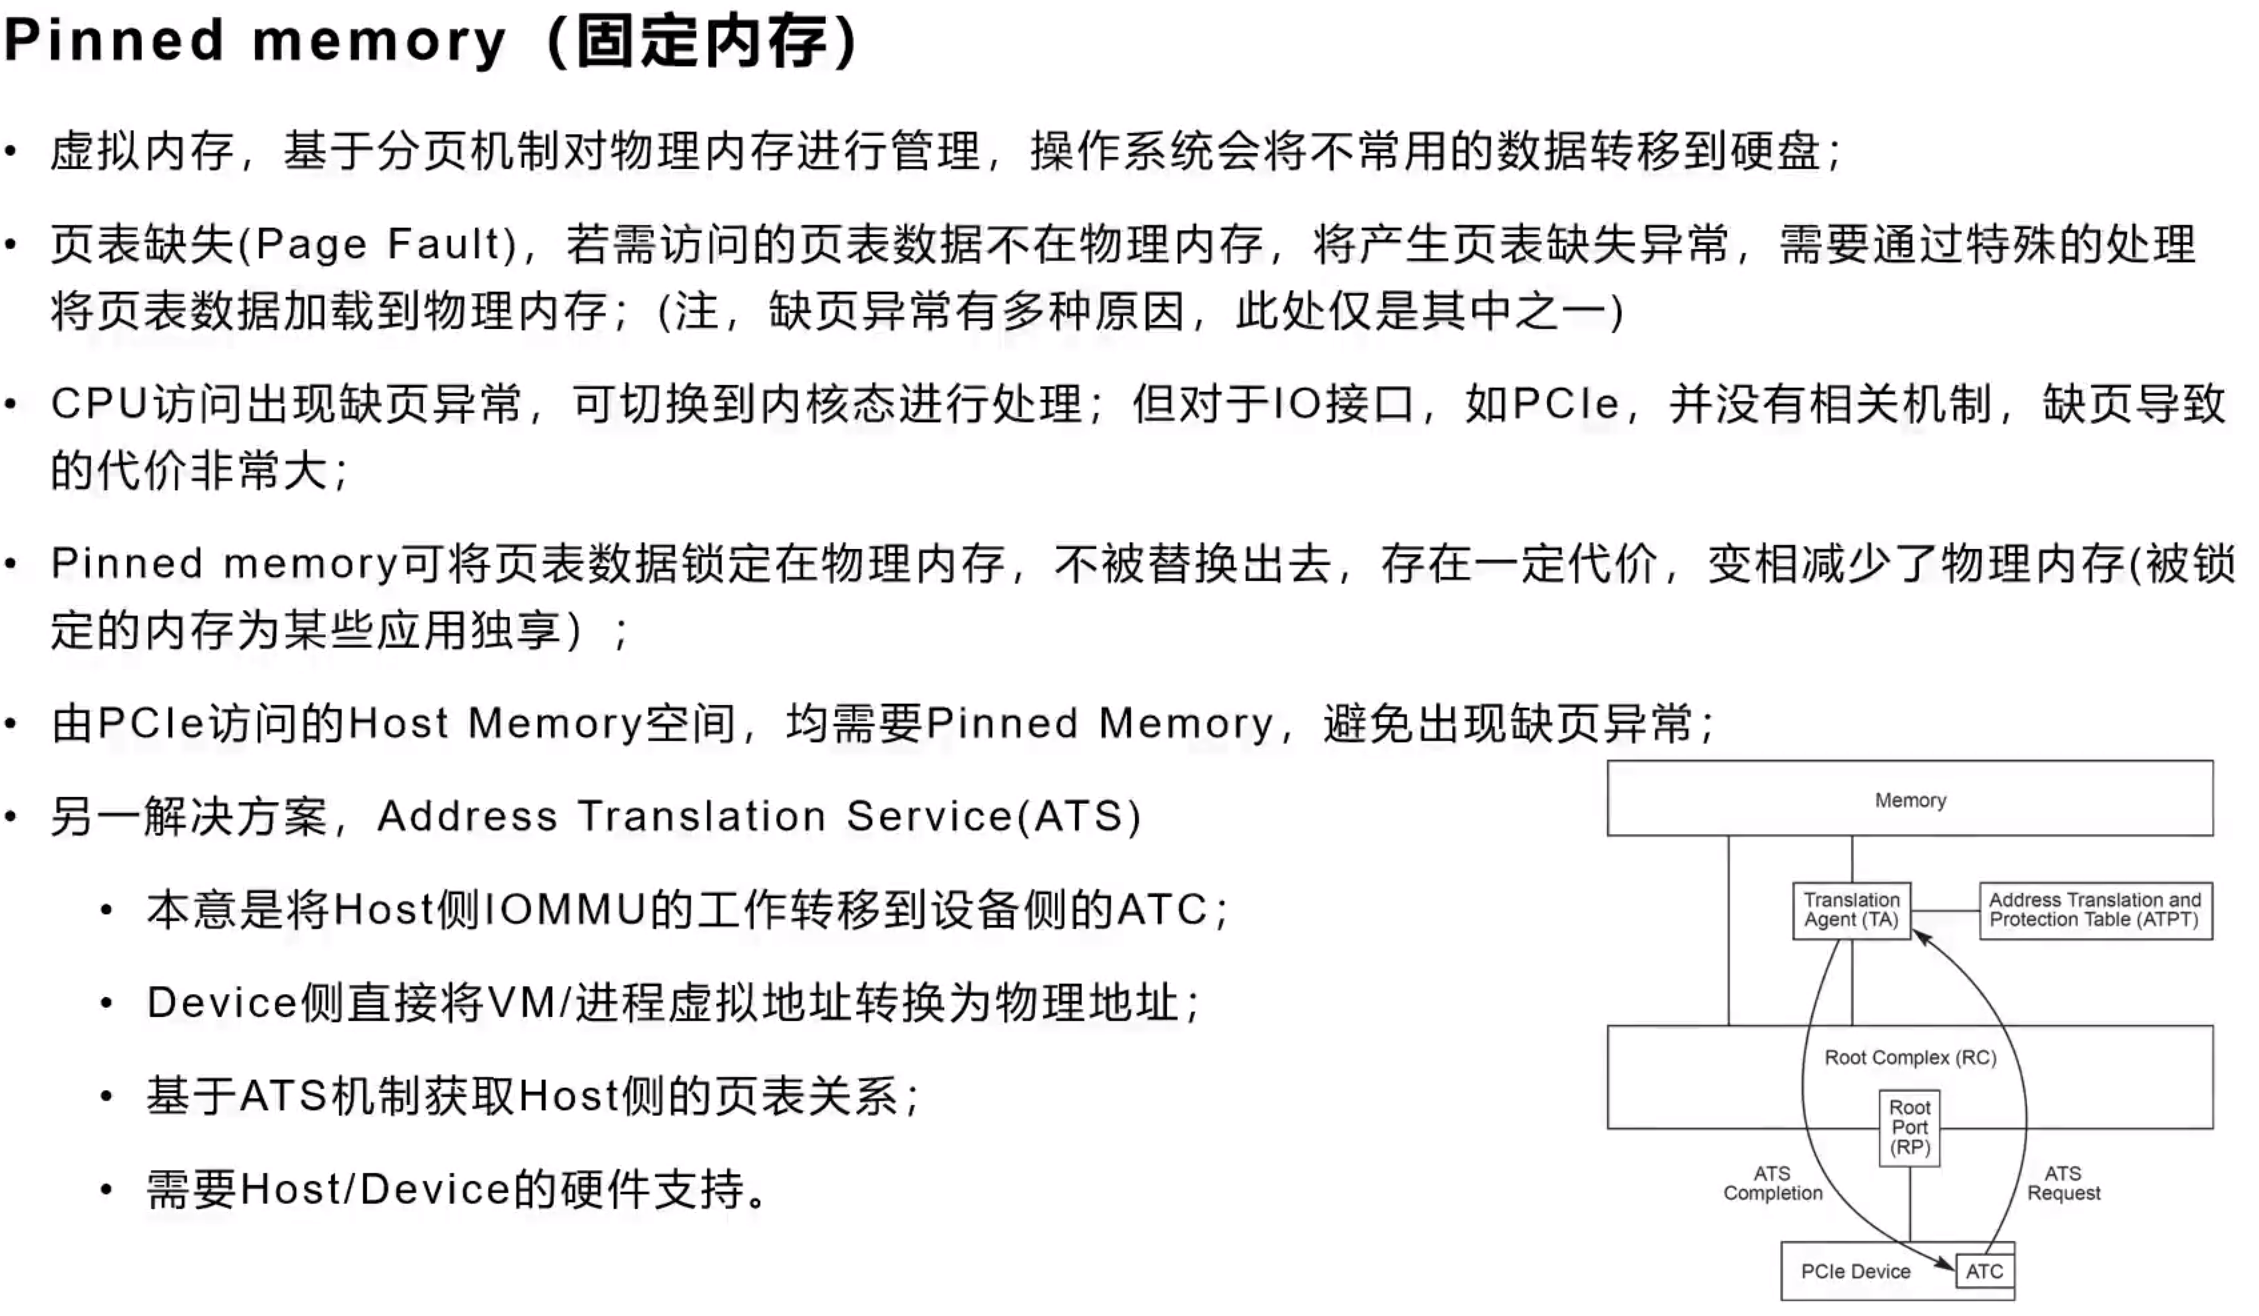 Pinned memory（固定内存）
• 虚拟内存，基于分页机制对物理内存进行管理，操作系统会将不常用的数据转移到硬盘；
• 页表缺失(Page Fault)，若需访问的页表数据不在物理内存，将产生页表缺失异常，需要通过特殊的处理
将页表数据加载到物理内存；(注，缺页异常有多种原因，此处仅是其中之一)
• CPU访问出现缺页异常，可切换到内核态进行处理；但对于IO接口，如PCIe，并没有相关机制，缺页导致
的代价非常大；
• Pinned memory可将页表数据锁定在物理内存，不被替换出去，存在一定代价，变相减少了物理内存(被锁
定的内存为某些应用独享）；
• 由PCIe访问的Host Memory空间，均需要Pinned Memory，避免出现缺页异常；
• 另一解决方案，Address Translation Service(ATS)
• 本意是将Host侧IOMMU的工作转移到设备侧的ATC；
• Device侧直接将VM/进程虚拟地址转换为物理地址；
• 基于ATS机制获取Host侧的页表关系；
• 需要Host/Device的硬件支持。
Memory
Translation
Agent (TA)
Address Translation and
Protection Table (ATPT)
Root Complex (RC)
Root
Port
(RP)
ATS
Completion
ATS
Request
PCIe Device
ATC